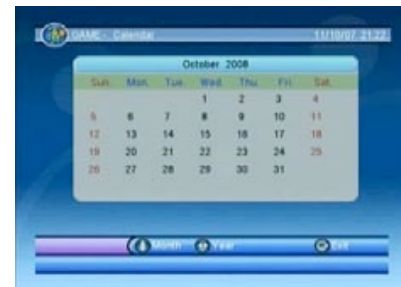 GAME - Calendar 11/10/07 21:22
October 2008
Sun. Mon. Tue. Wed. Thu. Fri. Sat.
1 2 3 4
5 6 7 8 9 10 11
12 13 14 15 16 17 18
19 20 21 22 23 24 25
26 27 28 29 30 31
Month Year Exit